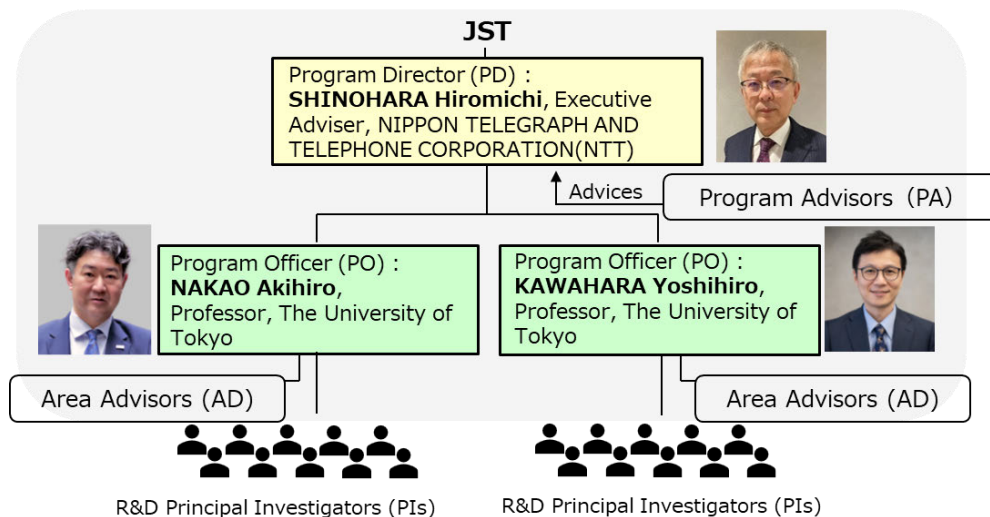 JST
Program Director (PD) :
SHINOHARA Hiromichi, Executive
Adviser, NIPPON TELEGRAPH AND
TELEPHONE CORPORATION(NTT)
Advices
Program Advisors (PA)
Program Officer (PO) :
NAKAO Akihiro,
Professor, The University of
Tokyo
Program Officer (PO) :
KAWAHARA Yoshihiro,
Professor, The University of
Tokyo
Area Advisors (AD)
Area Advisors (AD)
R&D Principal Investigators (PIs)
R&D Principal Investigators (PIs)